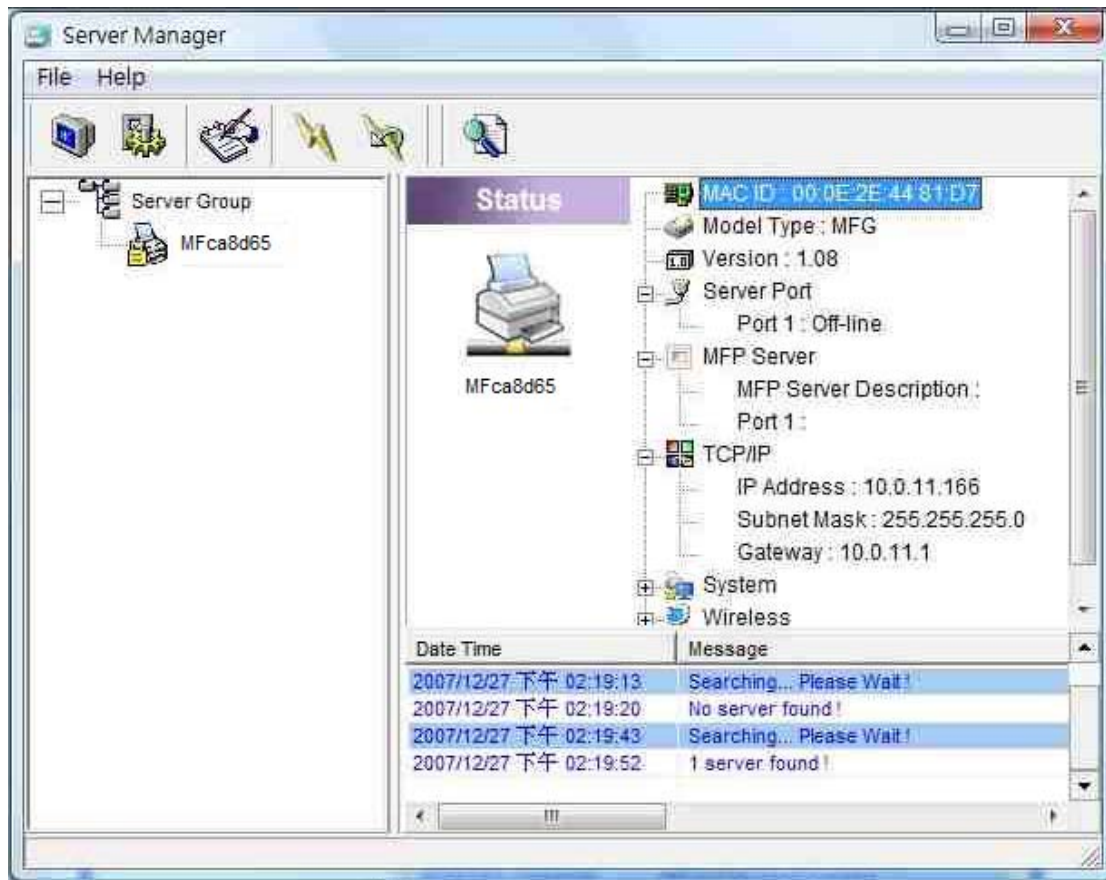 Server Manager
File Help
Server Group
MFca8d65
Status
MFca8d65
MAC ID : 00:0E:2E:44:81:D7
Model Type : MFG
1.0
Version : 1.08
Server Port
Port 1 : Off-line
MFP Server
MFP Server Description :
Port 1 :
TCP/IP
IP Address : 10.0.11.166
Subnet Mask : 255.255.255.0
Gateway : 10.0.11.1
System
Wireless
Date Time Message
2007/12/27 下午 02:19:13 Searching... Please Wait !
2007/12/27 下午 02:19:20 No server found !
2007/12/27 下午 02:19:43 Searching... Please Wait !
2007/12/27 下午 02:19:52 1 server found !